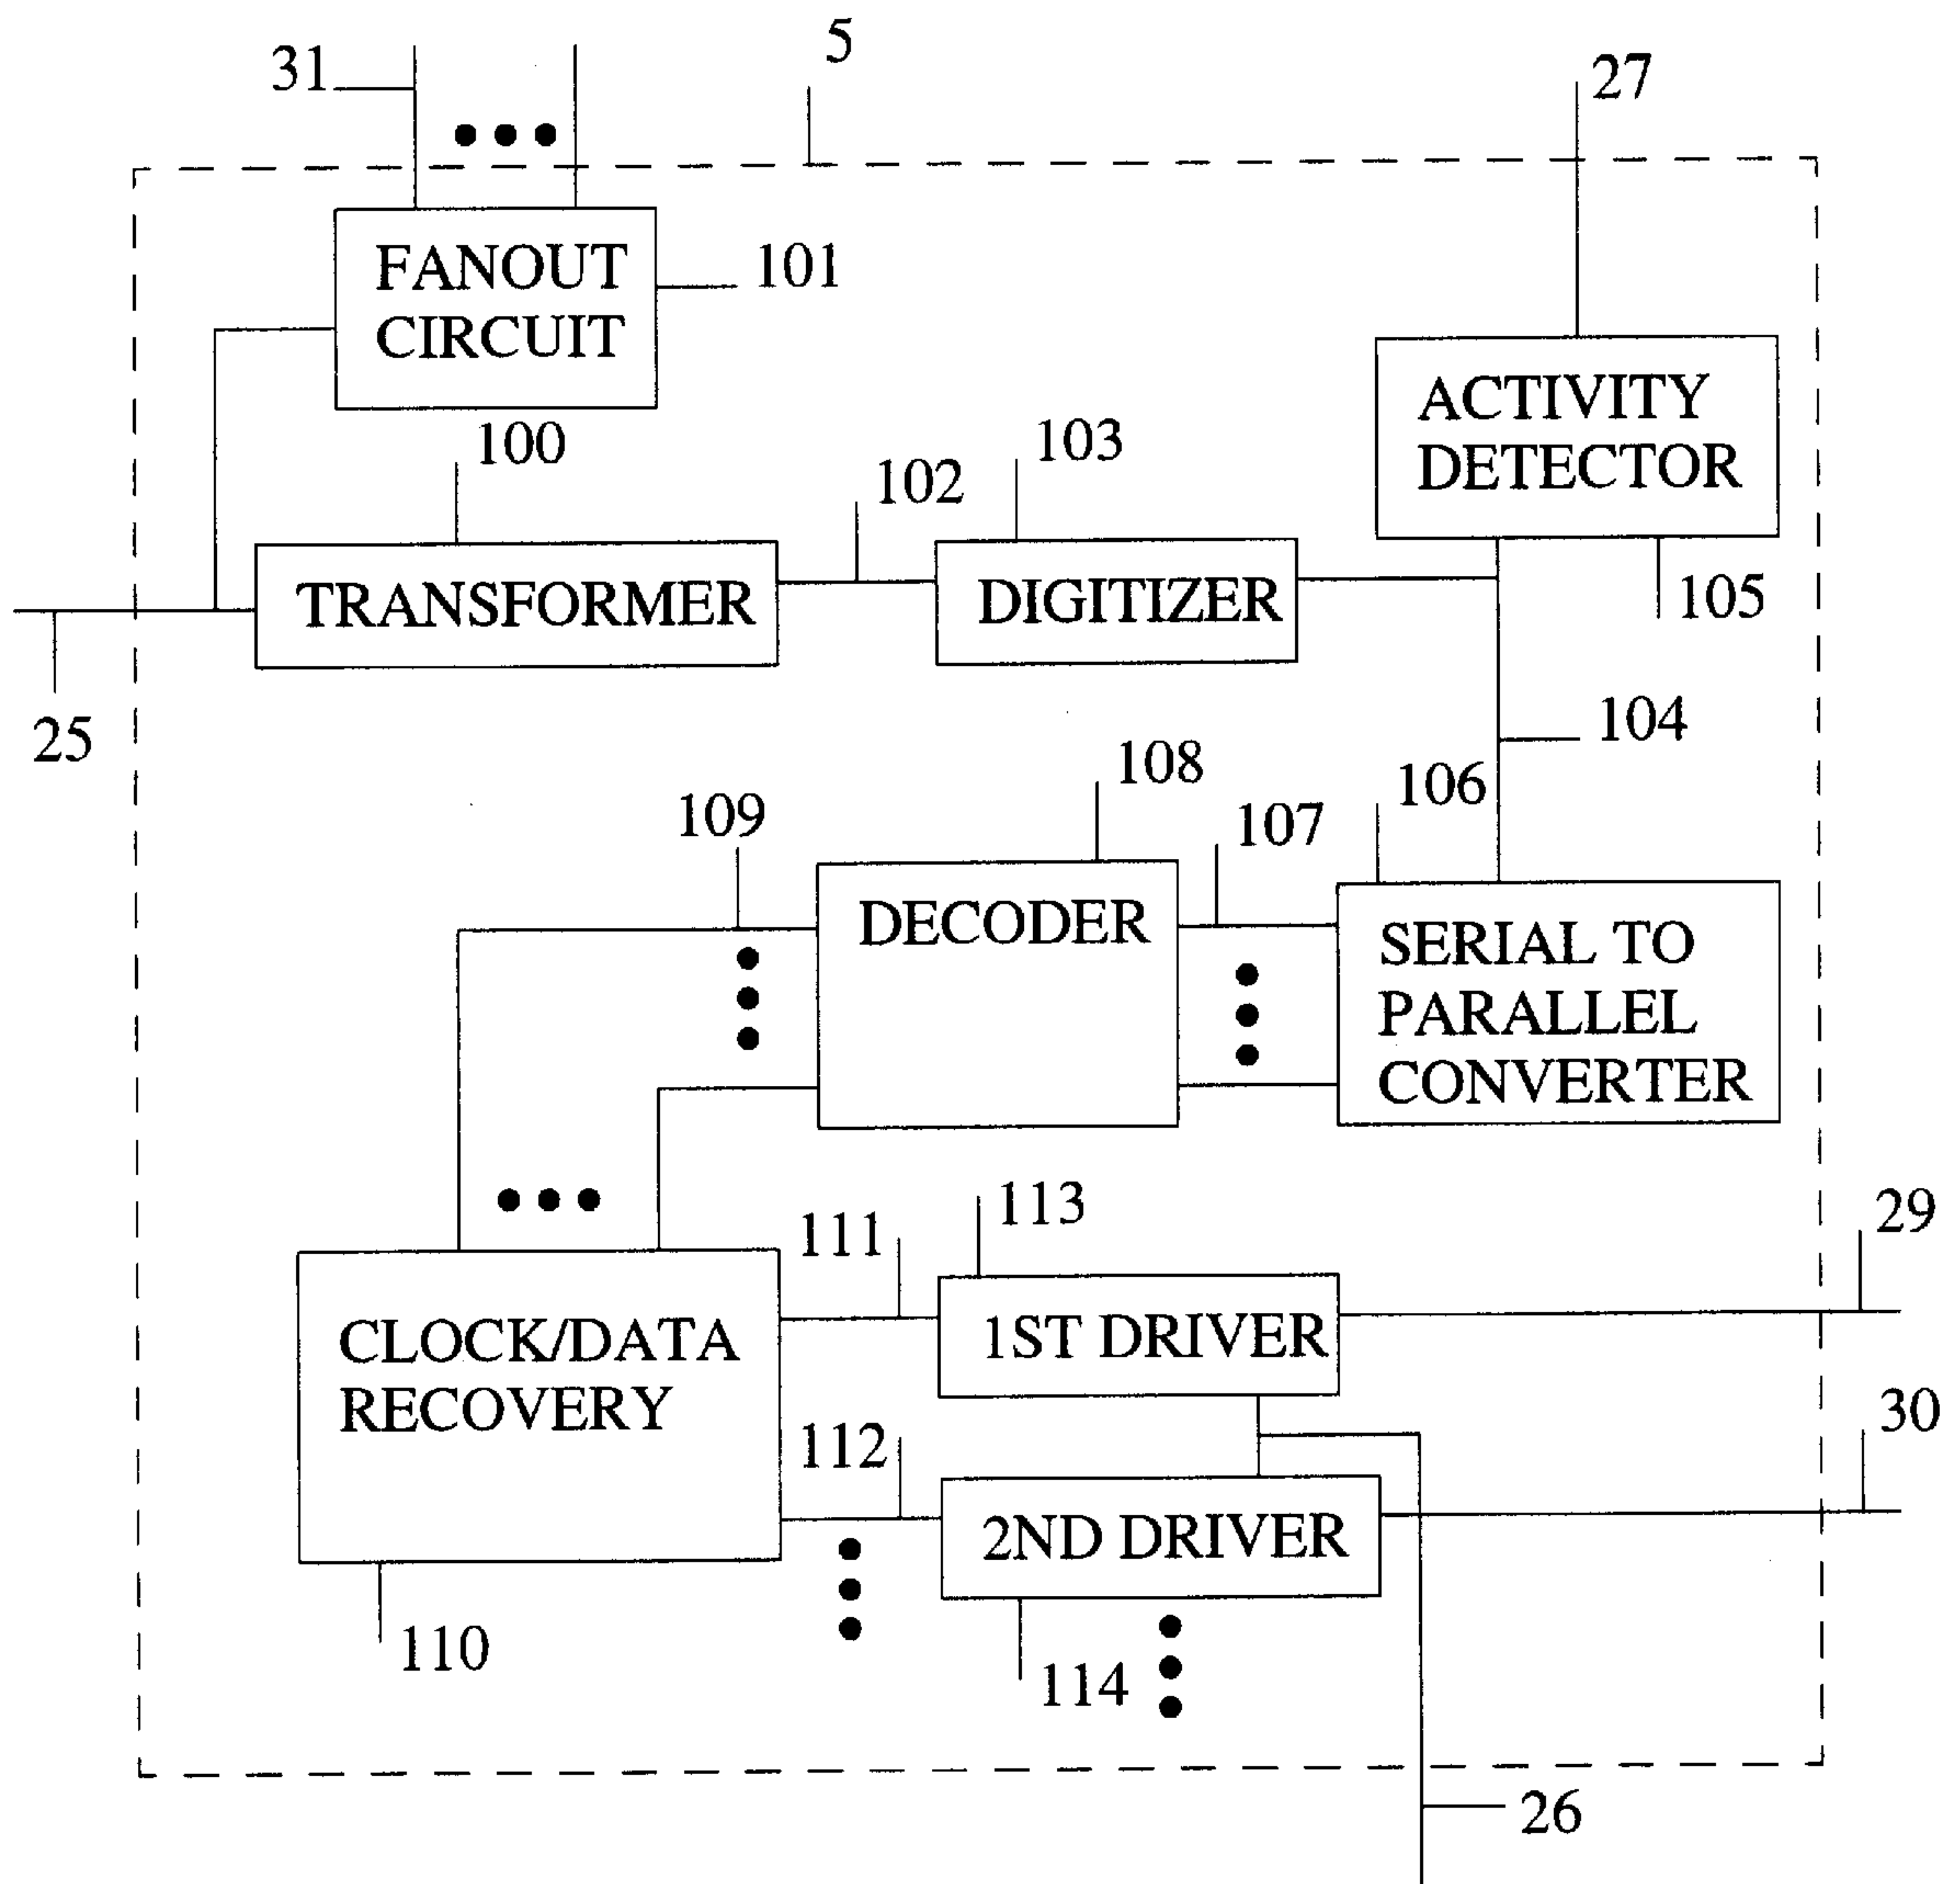 5
31
27
FANOUT
CIRCUIT
101
ACTIVITY
DETECTOR
100
103
102
TRANSFORMER
DIGITIZER
105
25
104
108
106
109
107
DECODER
SERIAL TO
PARALLEL
CONVERTER
113
29
111
1ST DRIVER
CLOCK/DATA
RECOVERY
30
112
2ND DRIVER
110
114
26